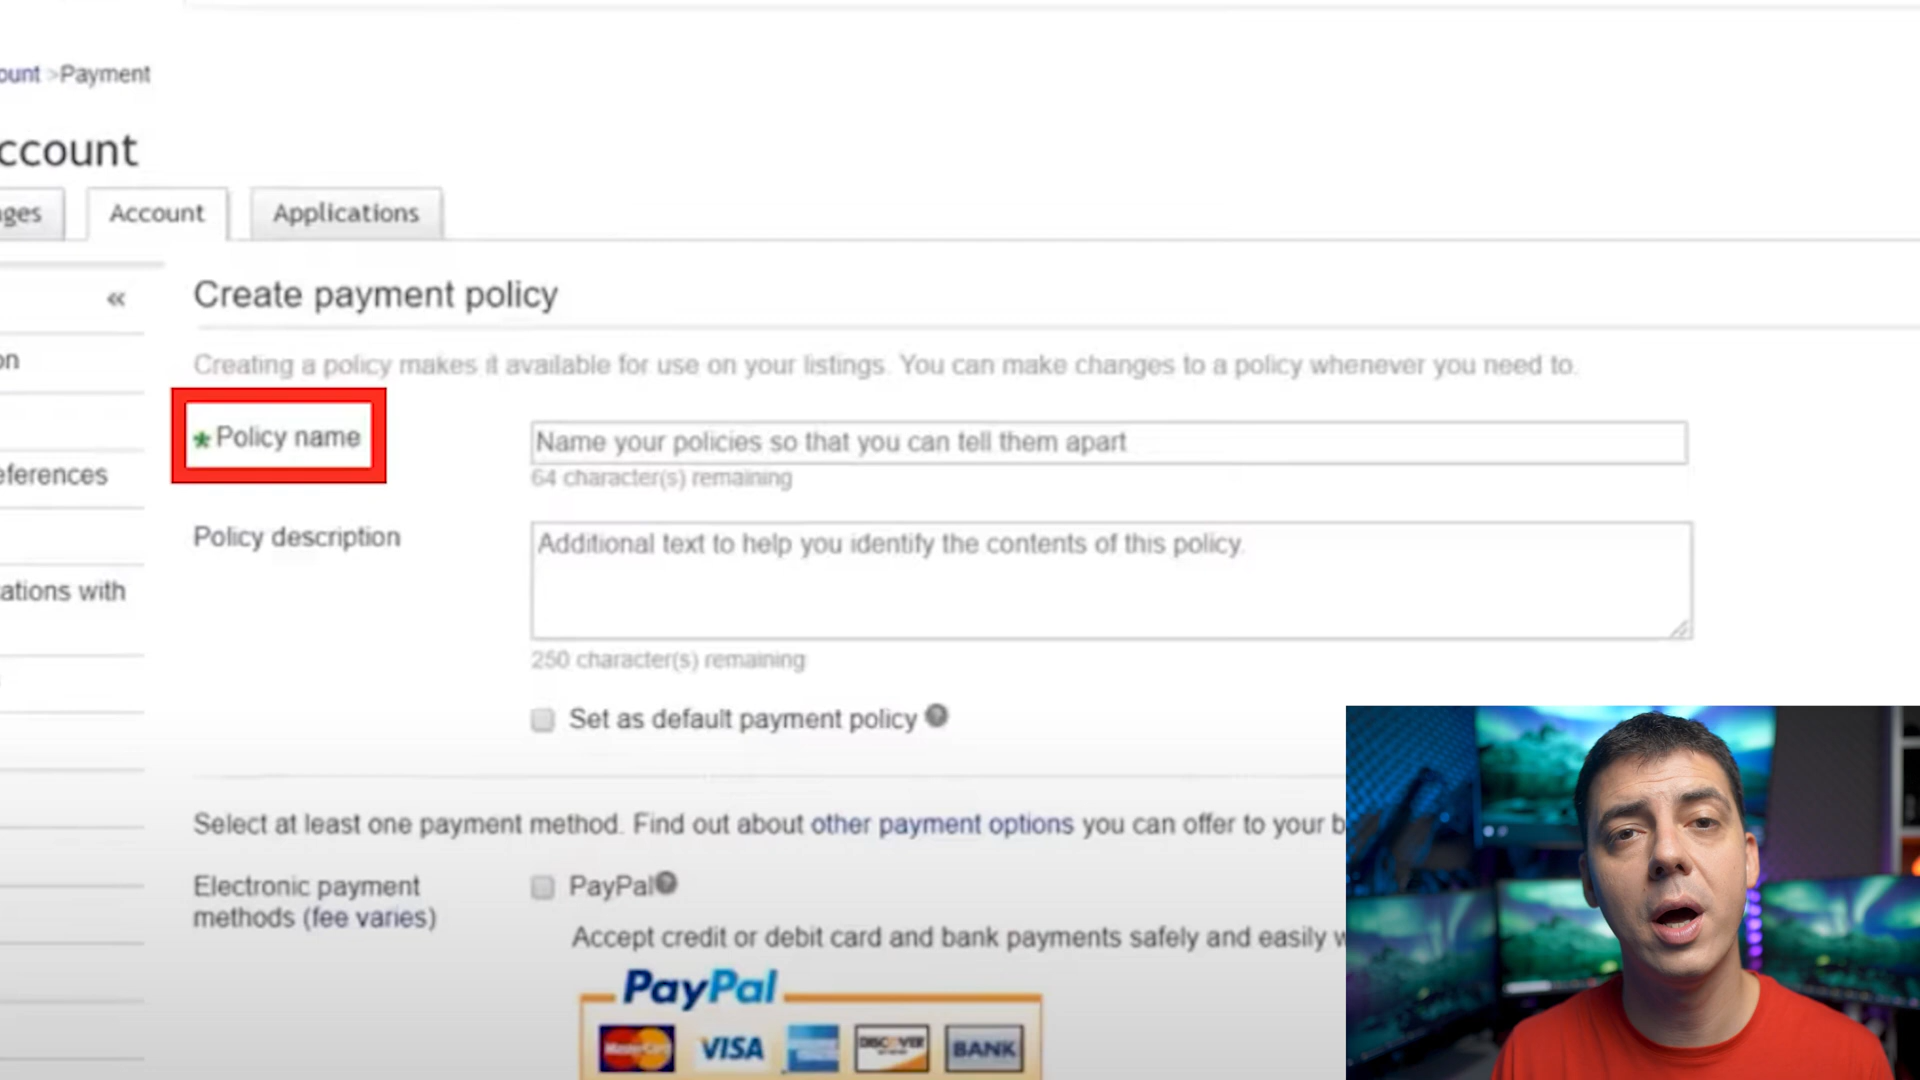 ount >Payment
ccount
ges
Account
Applications
«
Create payment policy
on
Creating a policy makes it available for use on your listings. You can make changes to a policy whenever you need to.
* Policy name
Name your policies so that you can tell them apart
64 character(s) remaining
eferences
Policy description
Additional text to help you identify the contents of this policy.
ations with
250 character(s) remaining
Set as default payment policy ?
Select at least one payment method. Find out about other payment options you can offer to your b
Electronic payment
methods (fee varies)
PayPal ?
Accept credit or debit card and bank payments safely and easily w
PayPal
MasterCard
VISA
DISCOVER
BANK